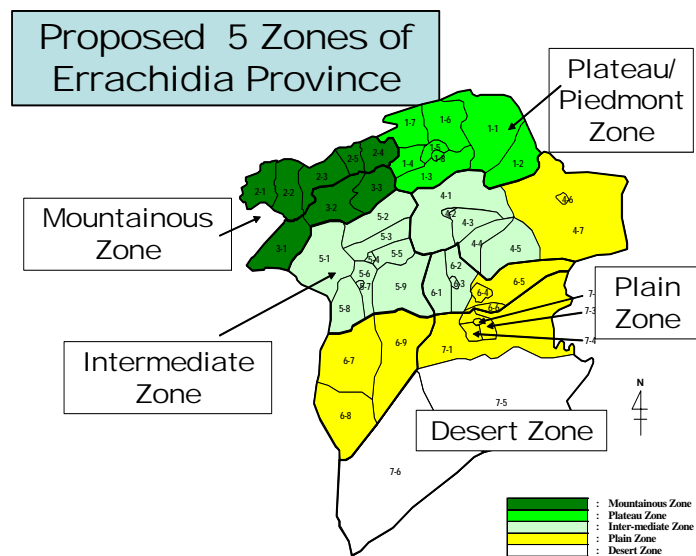 Proposed 5 Zones of
Errachidia Province
Plateau/
Piedmont
Zone
Mountainous
Zone
Intermediate
Zone
Plain
Zone
Desert Zone
1-7
1-6
1-1
1-5
1-4
1-8
1-3
1-2
2-4
2-5
2-3
2-1
2-2
3-3
3-2
3-1
4-1
4-2
4-3
4-4
4-5
4-6
4-7
5-2
5-3
5-1
5-4
5-5
5-6
5-7
5-8
5-9
6-2
6-1
6-3
6-4
6-5
6-6
6-7
6-9
6-8
7-
7-3
7-4
7-1
7-5
7-6
N
: Mountainous Zone
: Plateau Zone
: Inter-mediate Zone
: Plain Zone
: Desert Zone